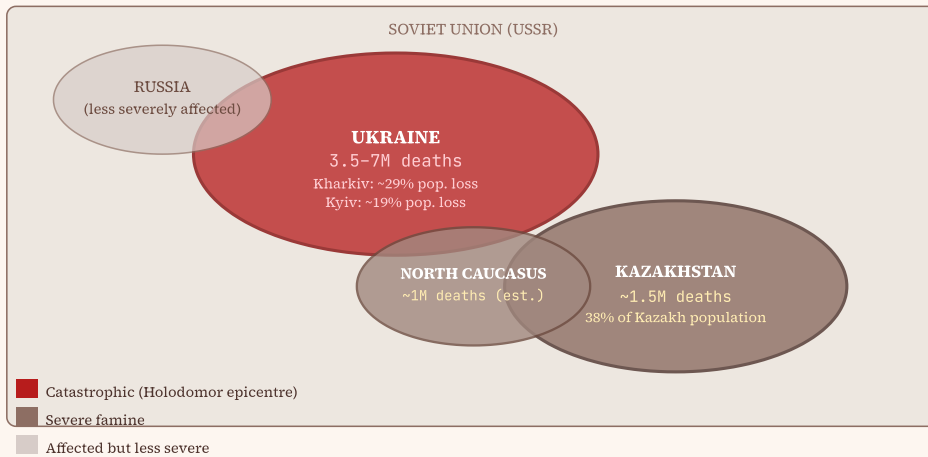 SOVIET UNION (USSR)
RUSSIA
(less severely affected)
UKRAINE
3.5–7M deaths
Kharkiv: ~29% pop. loss
Kyiv: ~19% pop. loss
NORTH CAUCASUS
~1M deaths (est.)
KAZAKHSTAN
~1.5M deaths
38% of Kazakh population
Catastrophic (Holodomor epicentre)
Severe famine
Affected but less severe